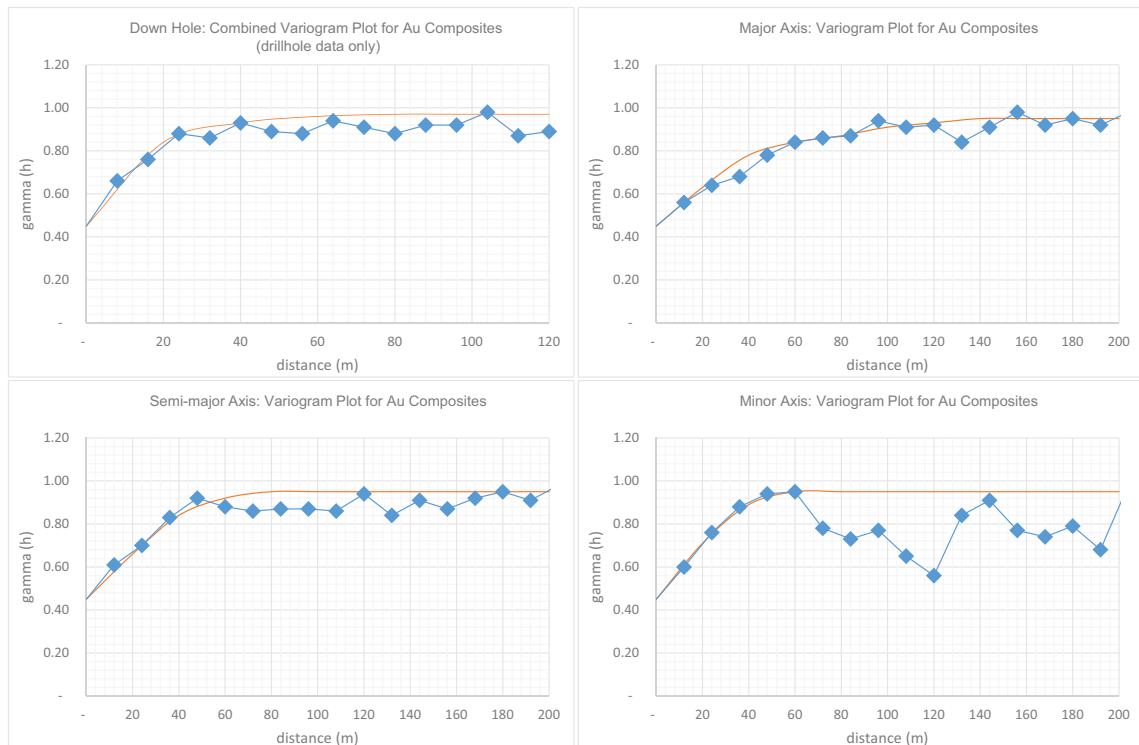 Down Hole: Combined Variogram Plot for Au Composites
(drillhole data only)
1.20
1.00
0.80
0.60
0.40
0.20
-
gamma (h)
- 20 40 60 80 100 120
distance (m)
Major Axis: Variogram Plot for Au Composites
1.20
1.00
0.80
0.60
0.40
0.20
-
gamma (h)
- 20 40 60 80 100 120 140 160 180 200
distance (m)
Semi-major Axis: Variogram Plot for Au Composites
1.20
1.00
0.80
0.60
0.40
0.20
-
gamma (h)
- 20 40 60 80 100 120 140 160 180 200
distance (m)
Minor Axis: Variogram Plot for Au Composites
1.20
1.00
0.80
0.60
0.40
0.20
-
gamma (h)
- 20 40 60 80 100 120 140 160 180 200
distance (m)